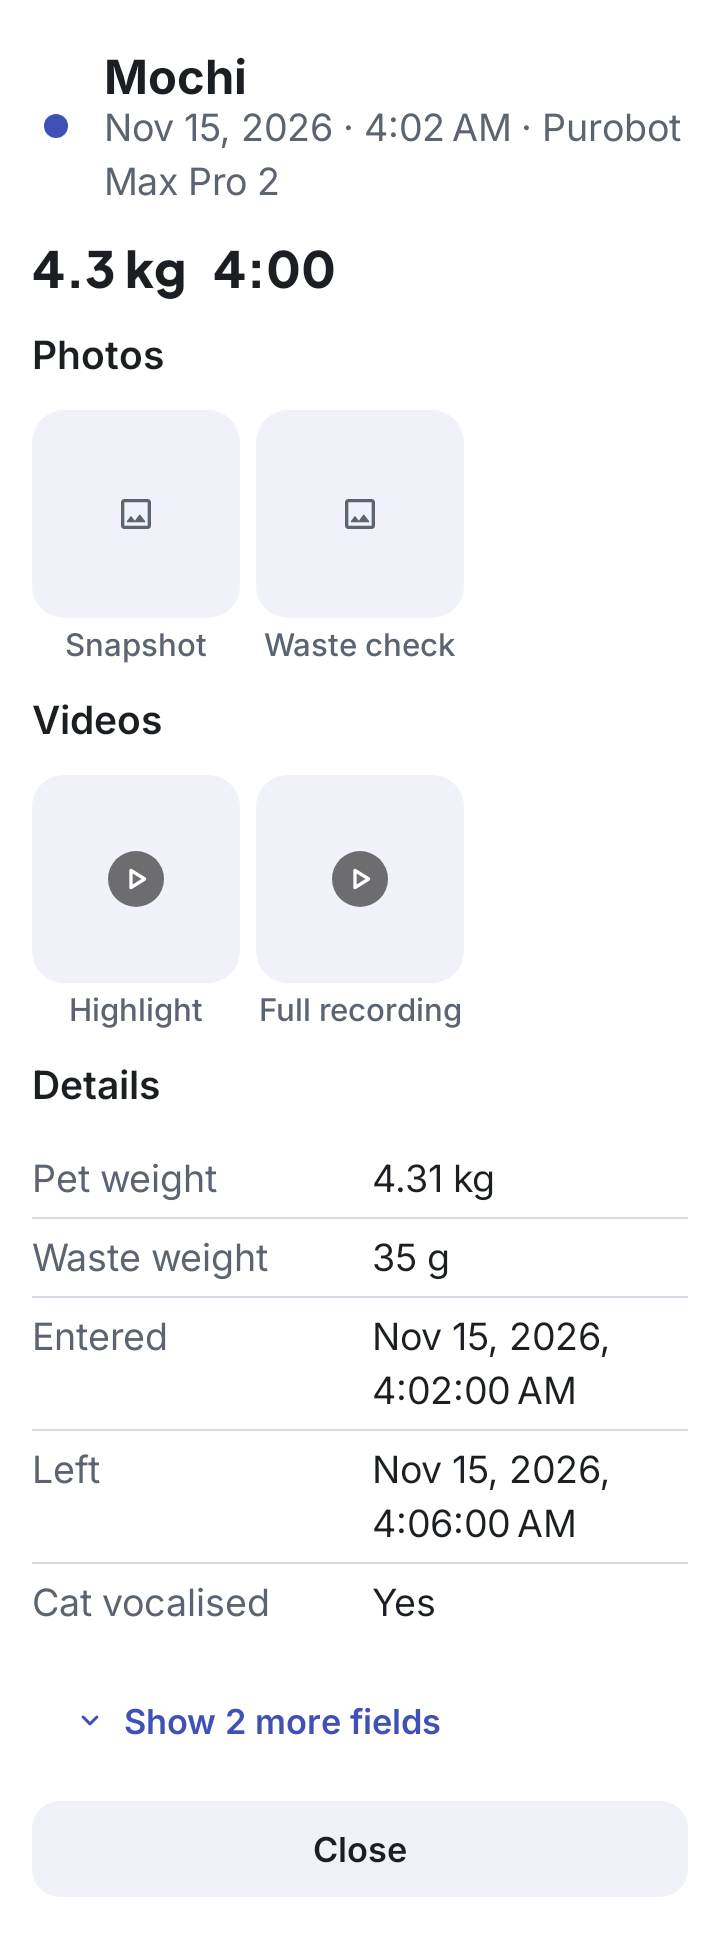 Mochi
Nov 15, 2026 · 4:02 AM · Purobot
Max Pro 2
4.3 kg 4:00
Photos
Snapshot Waste check
Videos
Highlight Full recording
Details
Pet weight 4.31 kg
Waste weight 35 g
Entered Nov 15, 2026,
4:02:00 AM
Left Nov 15, 2026,
4:06:00 AM
Cat vocalised Yes
Show 2 more fields
Close